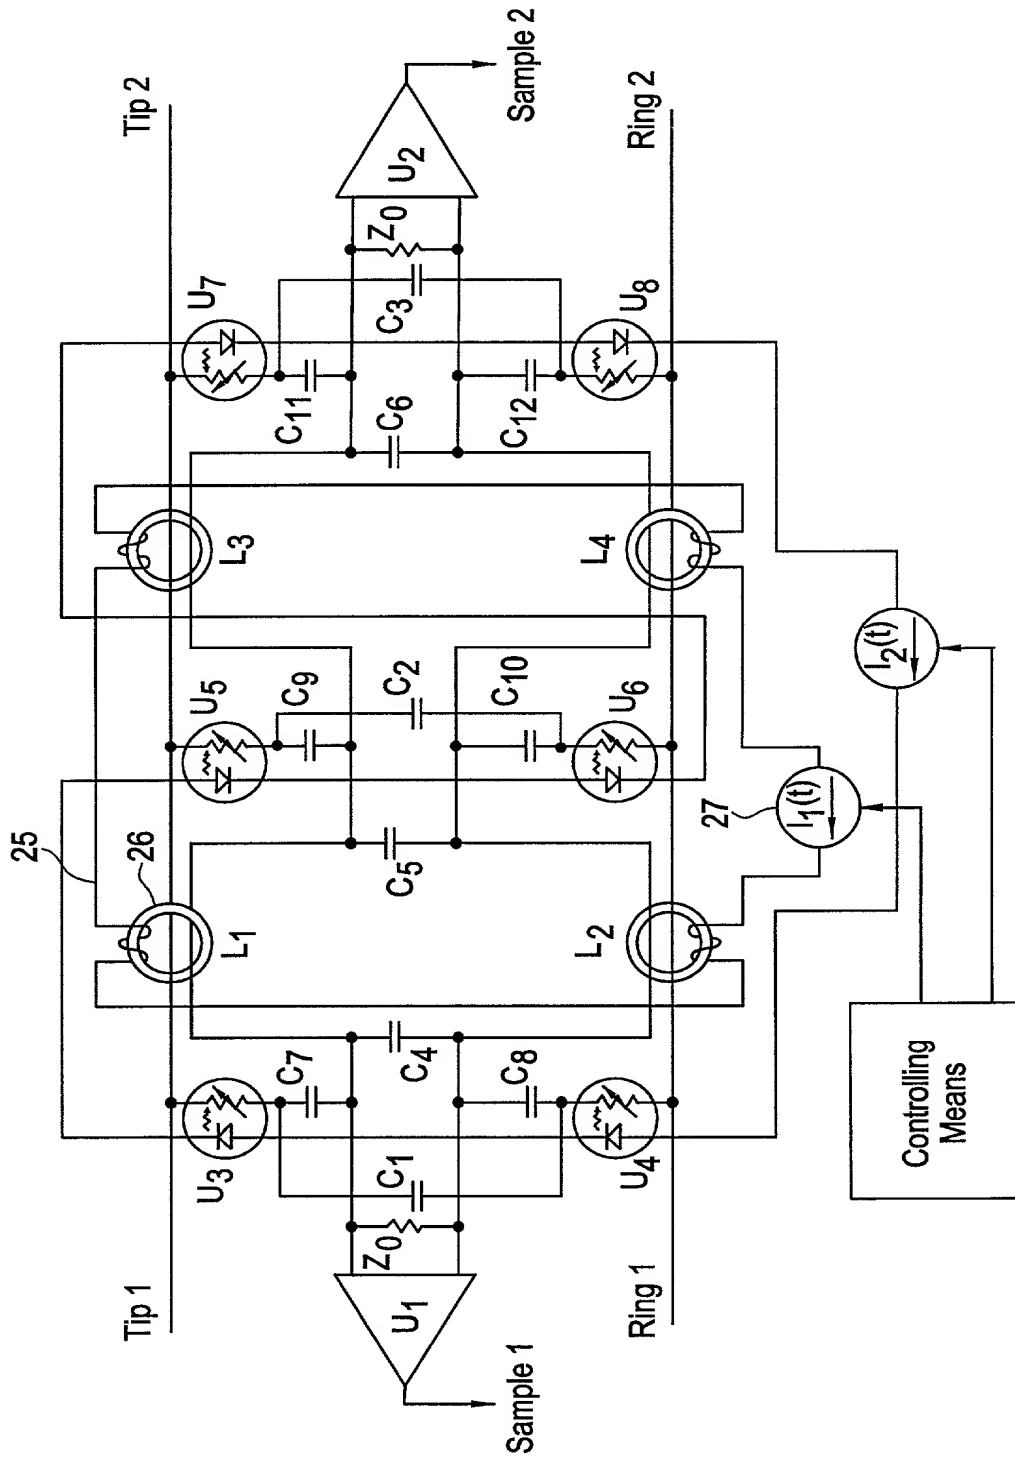 Tip 1
Tip 2
25
26
L1
L3
U3
U5
U7
C7
C9
C11
C1
C4
C5
C2
C6
C3
Z0
Z0
U1
U2
Sample 1
Sample 2
C8
C10
C12
U4
U6
U8
L2
L4
Ring 1
Ring 2
27
I1(t)
I2(t)
Controlling
Means